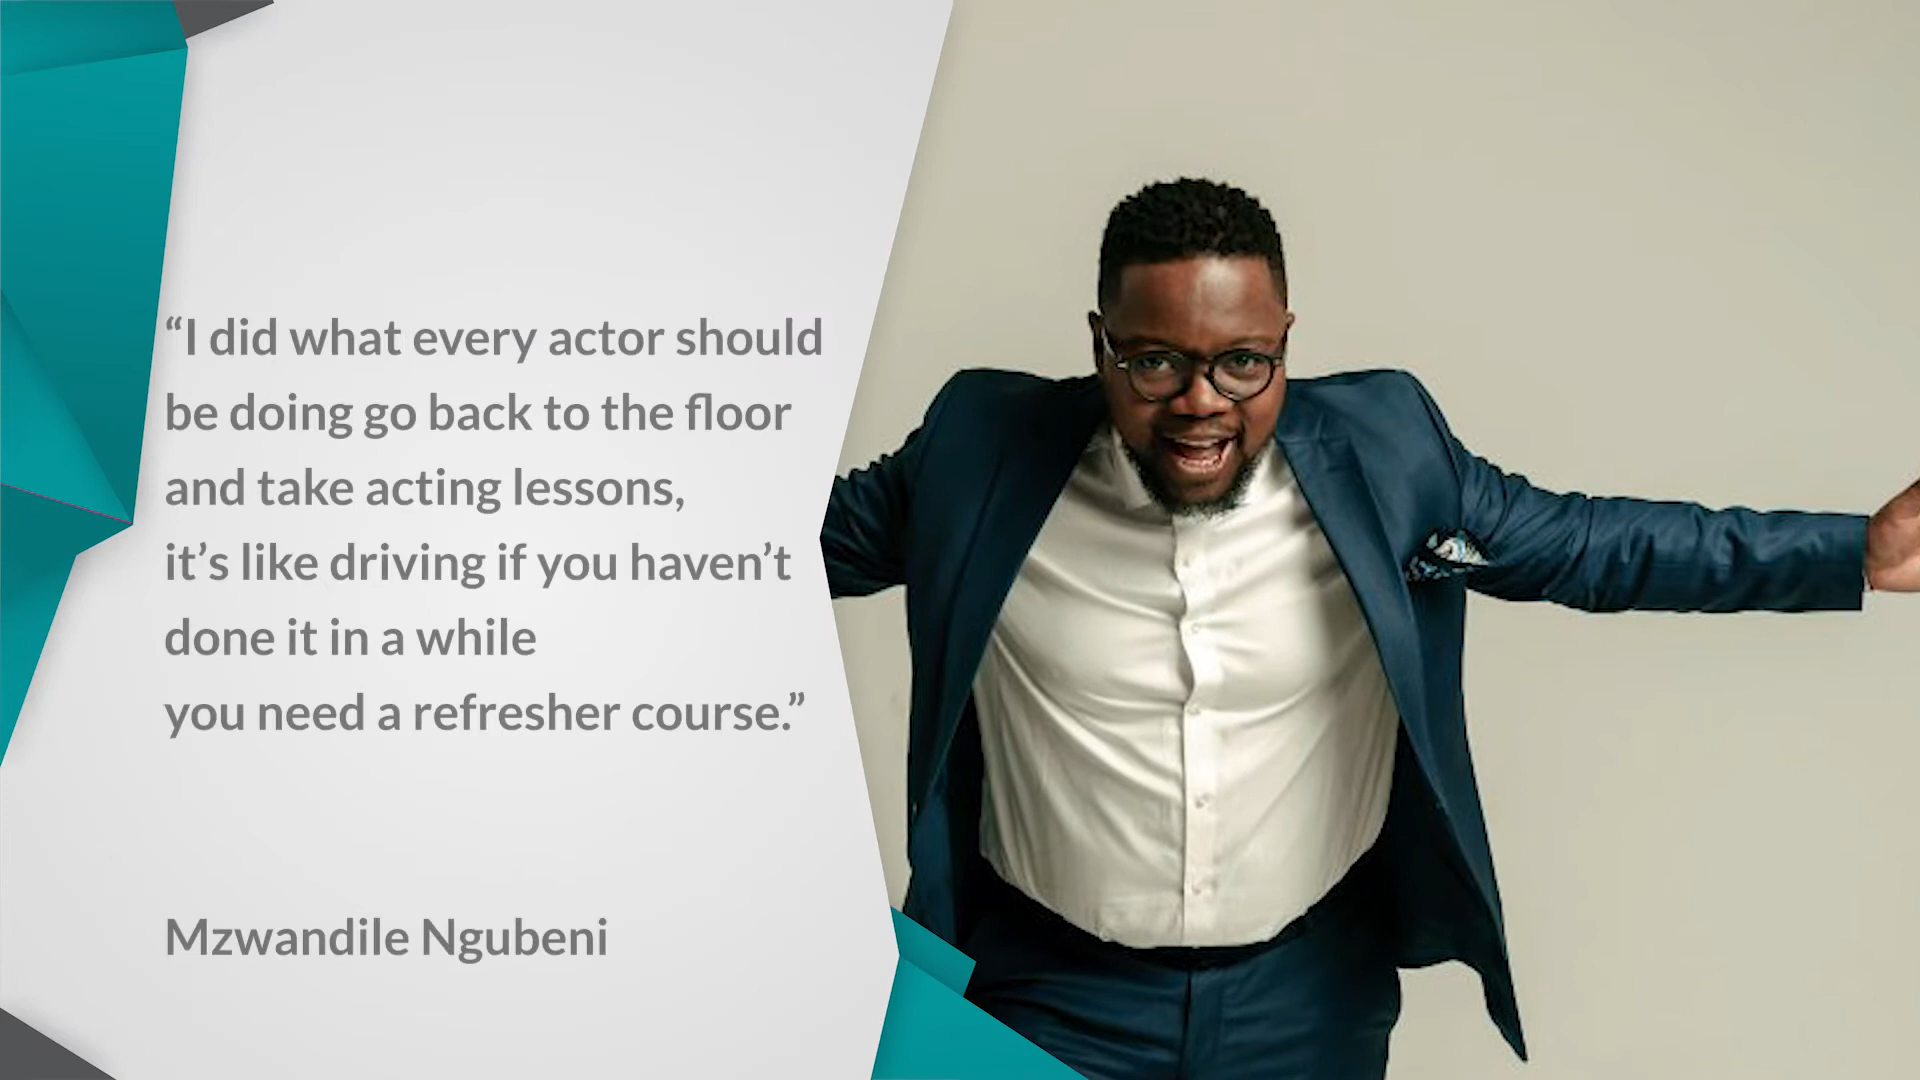 “I did what every actor should
be doing go back to the floor
and take acting lessons,
it’s like driving if you haven’t
done it in a while
you need a refresher course.”
Mzwandile Ngubeni